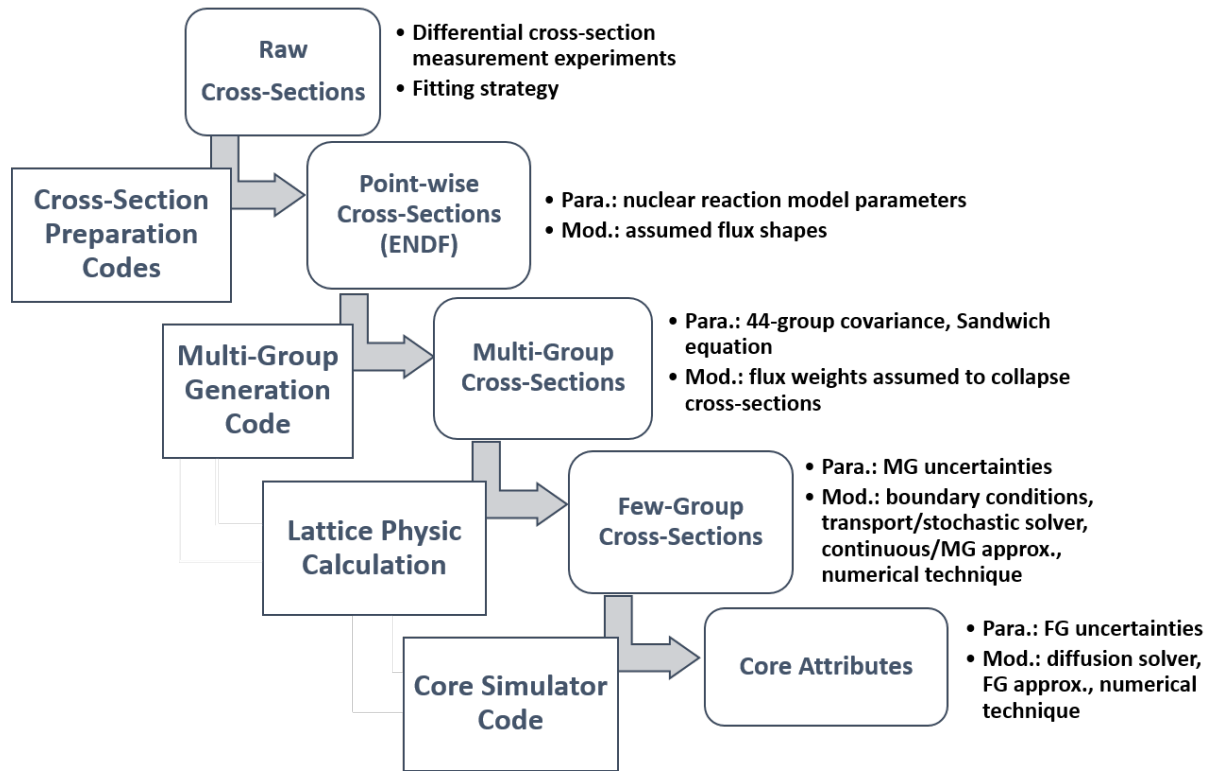 Raw
Cross-Sections
• Differential cross-section
measurement experiments
• Fitting strategy
Cross-Section
Preparation
Codes
Point-wise
Cross-Sections
(ENDF)
• Para.: nuclear reaction model parameters
• Mod.: assumed flux shapes
Multi-Group
Generation
Code
Multi-Group
Cross-Sections
• Para.: 44-group covariance, Sandwich
equation
• Mod.: flux weights assumed to collapse
cross-sections
Lattice Physic
Calculation
Few-Group
Cross-Sections
• Para.: MG uncertainties
• Mod.: boundary conditions,
transport/stochastic solver,
continuous/MG approx.,
numerical technique
Core Simulator
Code
Core Attributes
• Para.: FG uncertainties
• Mod.: diffusion solver,
FG approx., numerical
technique